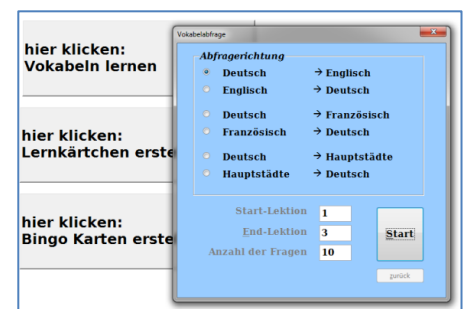 hier klicken:
Vokabeln lernen
hier klicken:
Lernkärtchen erste
hier klicken:
Bingo Karten erste
Vokabelabfrage
Abfragerichtung
Deutsch → Englisch
Englisch → Deutsch
Deutsch → Französisch
Französisch → Deutsch
Deutsch → Hauptstädte
Hauptstädte → Deutsch
Start-Lektion 1
End-Lektion 3
Anzahl der Fragen 10
Start
zurück